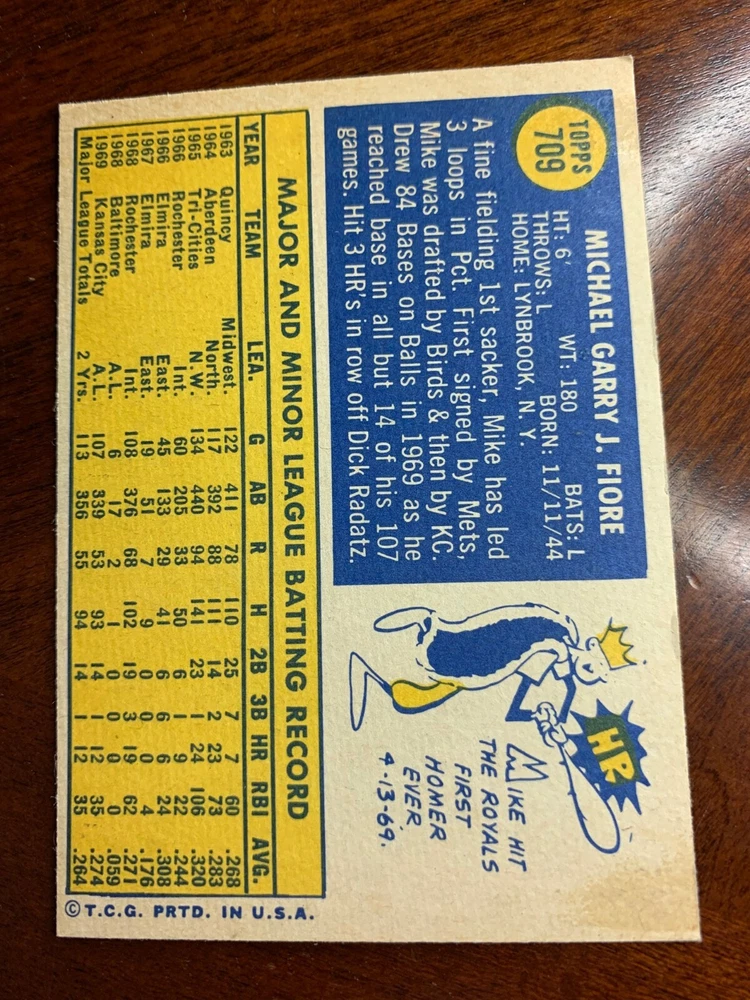 TOPPS
709
MICHAEL GARRY J. FIORE
HT: 6' WT: 180 BATS: L
THROWS: L BORN: 11/11/44
HOME: LYNBROOK, N. Y.
A fine fielding 1st sacker, Mike has led
3 loops in Pct. First signed by Mets,
Mike was drafted by Birds & then by KC.
Drew 84 Bases on Balls in 1969 as he
reached base in all but 14 of his 107
games. Hit 3 HR's in row off Dick Radatz.
HR
MIKE HIT
THE ROYALS
FIRST
HOMER
EVER.
4-13-69.
MAJOR AND MINOR LEAGUE BATTING RECORD
YEAR TEAM LEA. G AB R H 2B 3B HR RBI AVG.
1963 Quincy Midwest. 122 411 78 110 25 7 7 60 .268
1964 Aberdeen North. 117 392 88 111 14 2 23 73 .283
1965 Tri-Cities N.W. 134 440 94 141 23 1 24 106 .320
1966 Rochester Int. 60 205 33 50 6 1 9 22 .244
1966 Elmira East. 45 133 29 41 6 0 6 24 .308
1967 Elmira East. 19 51 7 9 0 0 0 4 .176
1968 Rochester Int. 108 376 68 102 19 3 19 62 .271
1968 Baltimore A.L. 6 17 2 1 0 0 0 0 .059
1969 Kansas City A.L. 107 339 53 93 14 1 12 35 .274
Major League Totals 2 Yrs. 113 356 55 94 14 1 12 35 .264
© T.C.G. PRTD. IN U.S.A.